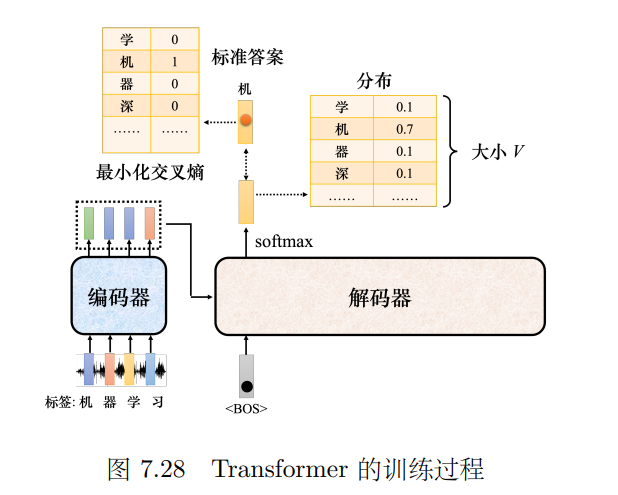 学 0
机 1
器 0
深 0
…… ……
标准答案
机
最小化交叉熵
分布
学 0.1
机 0.7
器 0.1
深 0.1
…… ……
大小 V
softmax
编码器
解码器
标签: 机 器 学 习
<BOS>
图 7.28 Transformer 的训练过程